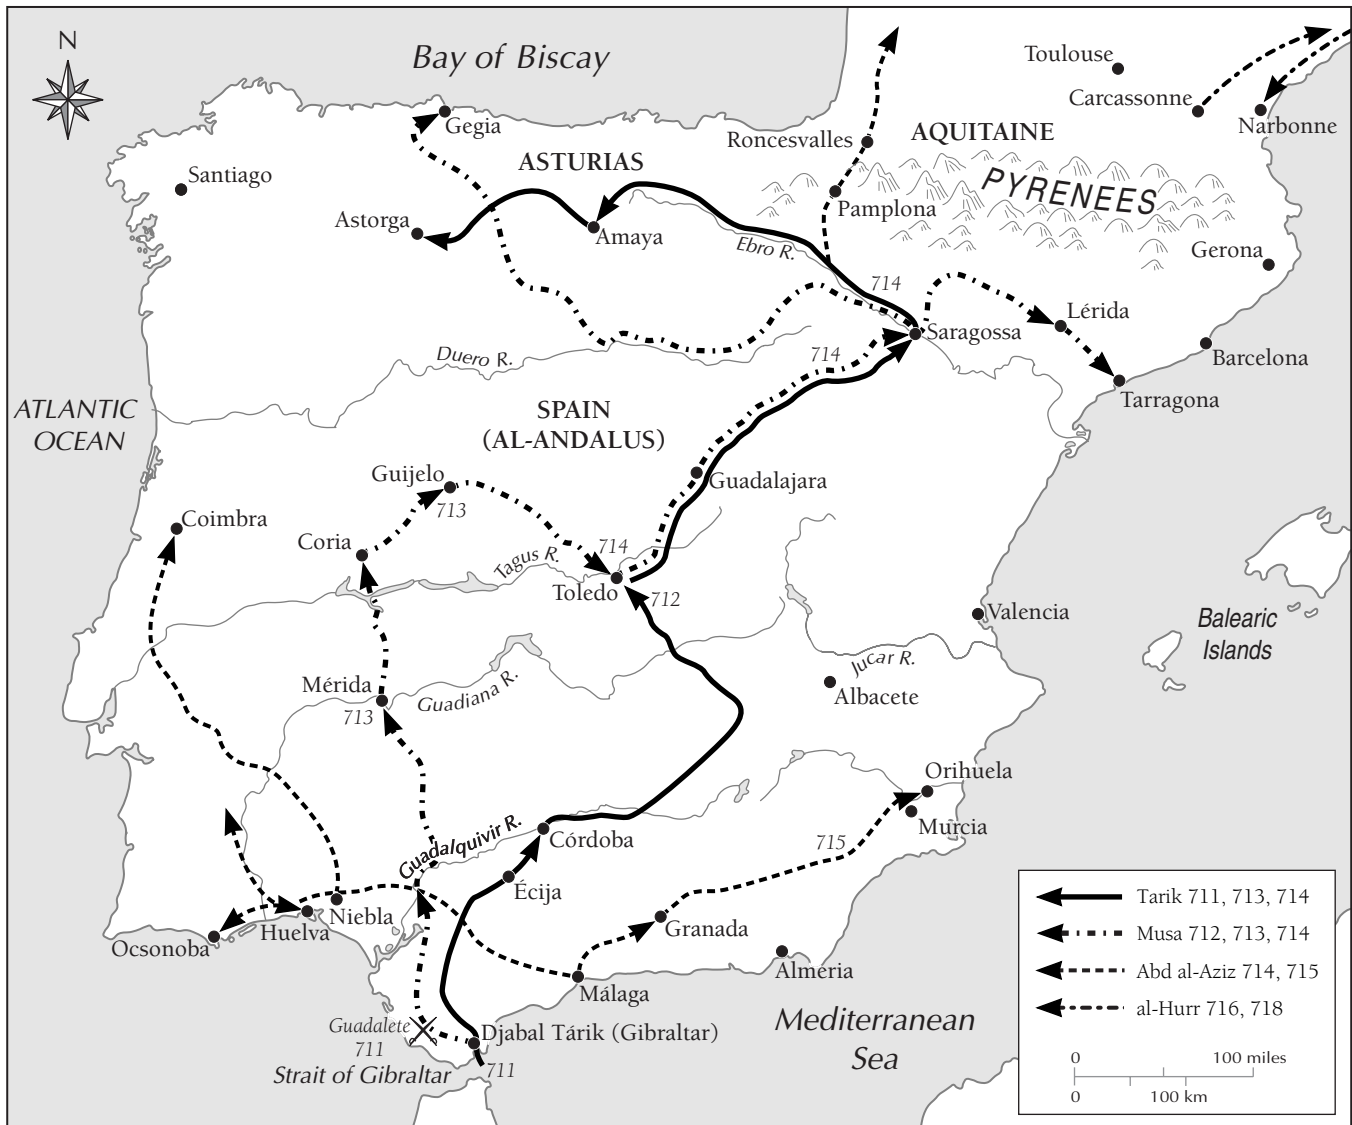 N
Bay of Biscay
Toulouse
Carcassonne
Narbonne
Gegia
Roncesvalles
AQUITAINE
ASTURIAS
PYRENEES
Santiago
Pamplona
Astorga
Amaya
Ebro R.
Gerona
714
Lérida
Saragossa
Duero R.
714
Barcelona
Tarragona
ATLANTIC
OCEAN
SPAIN
(AL-ANDALUS)
Guijelo
713
Guadalajara
Coimbra
Coria
Tagus R.
714
Toledo
712
Valencia
Balearic
Islands
Jucar R.
Mérida
713
Guadiana R.
Albacete
Orihuela
Murcia
Guadalquivir R.
Córdoba
715
Écija
Niebla
Huelva
Ocsonoba
Granada
Alméria
Málaga
Guadalete
711
Djabal Tárik (Gibraltar)
711
Strait of Gibraltar
Mediterranean
Sea
Tarik 711, 713, 714
Musa 712, 713, 714
Abd al-Aziz 714, 715
al-Hurr 716, 718
0 100 miles
0 100 km